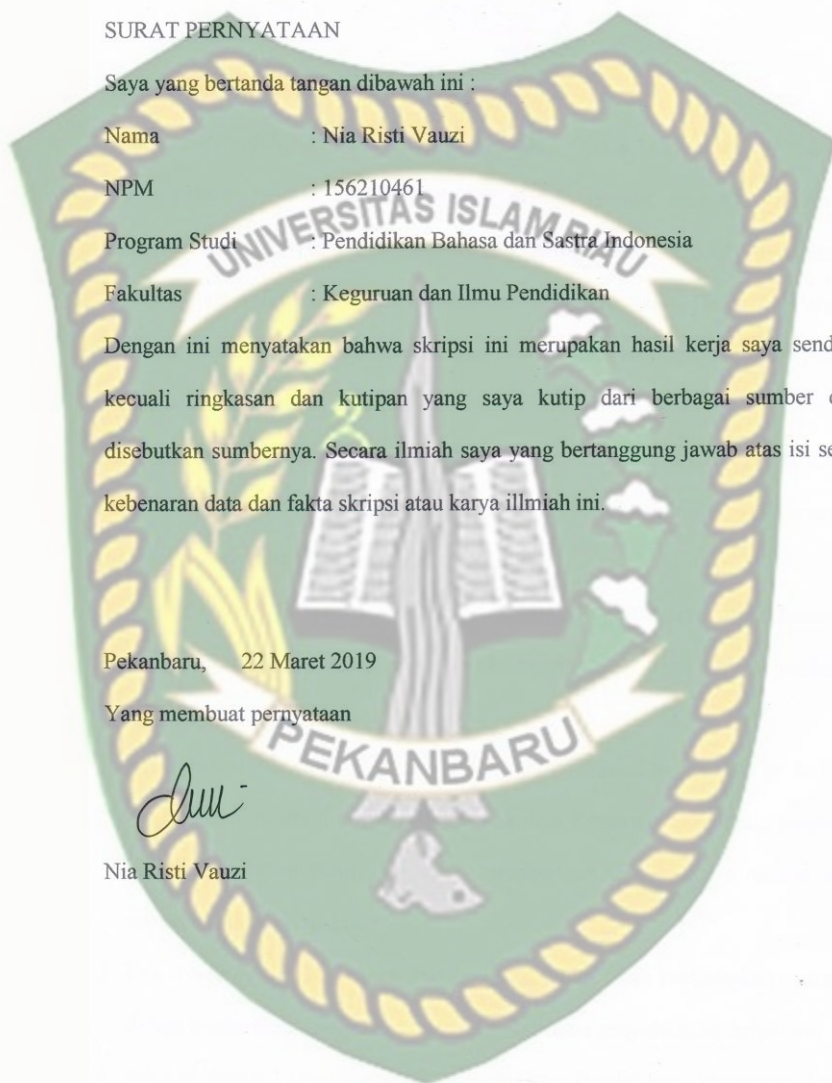 SURAT PERNYATAAN
Saya yang bertanda tangan dibawah ini :
Nama : Nia Risti Vauzi
NPM : 156210461
UNIVERSITAS ISLAM RIAU
Program Studi : Pendidikan Bahasa dan Sastra Indonesia
Fakultas : Keguruan dan Ilmu Pendidikan
Dengan ini menyatakan bahwa skripsi ini merupakan hasil kerja saya send
kecuali ringkasan dan kutipan yang saya kutip dari berbagai sumber
disebutkan sumbernya. Secara ilmiah saya yang bertanggung jawab atas isi se
kebenaran data dan fakta skripsi atau karya illmiah ini.
Pekanbaru, 22 Maret 2019
Yang membuat pernyataan
PEKANBARU
Nia Risti Vauzi